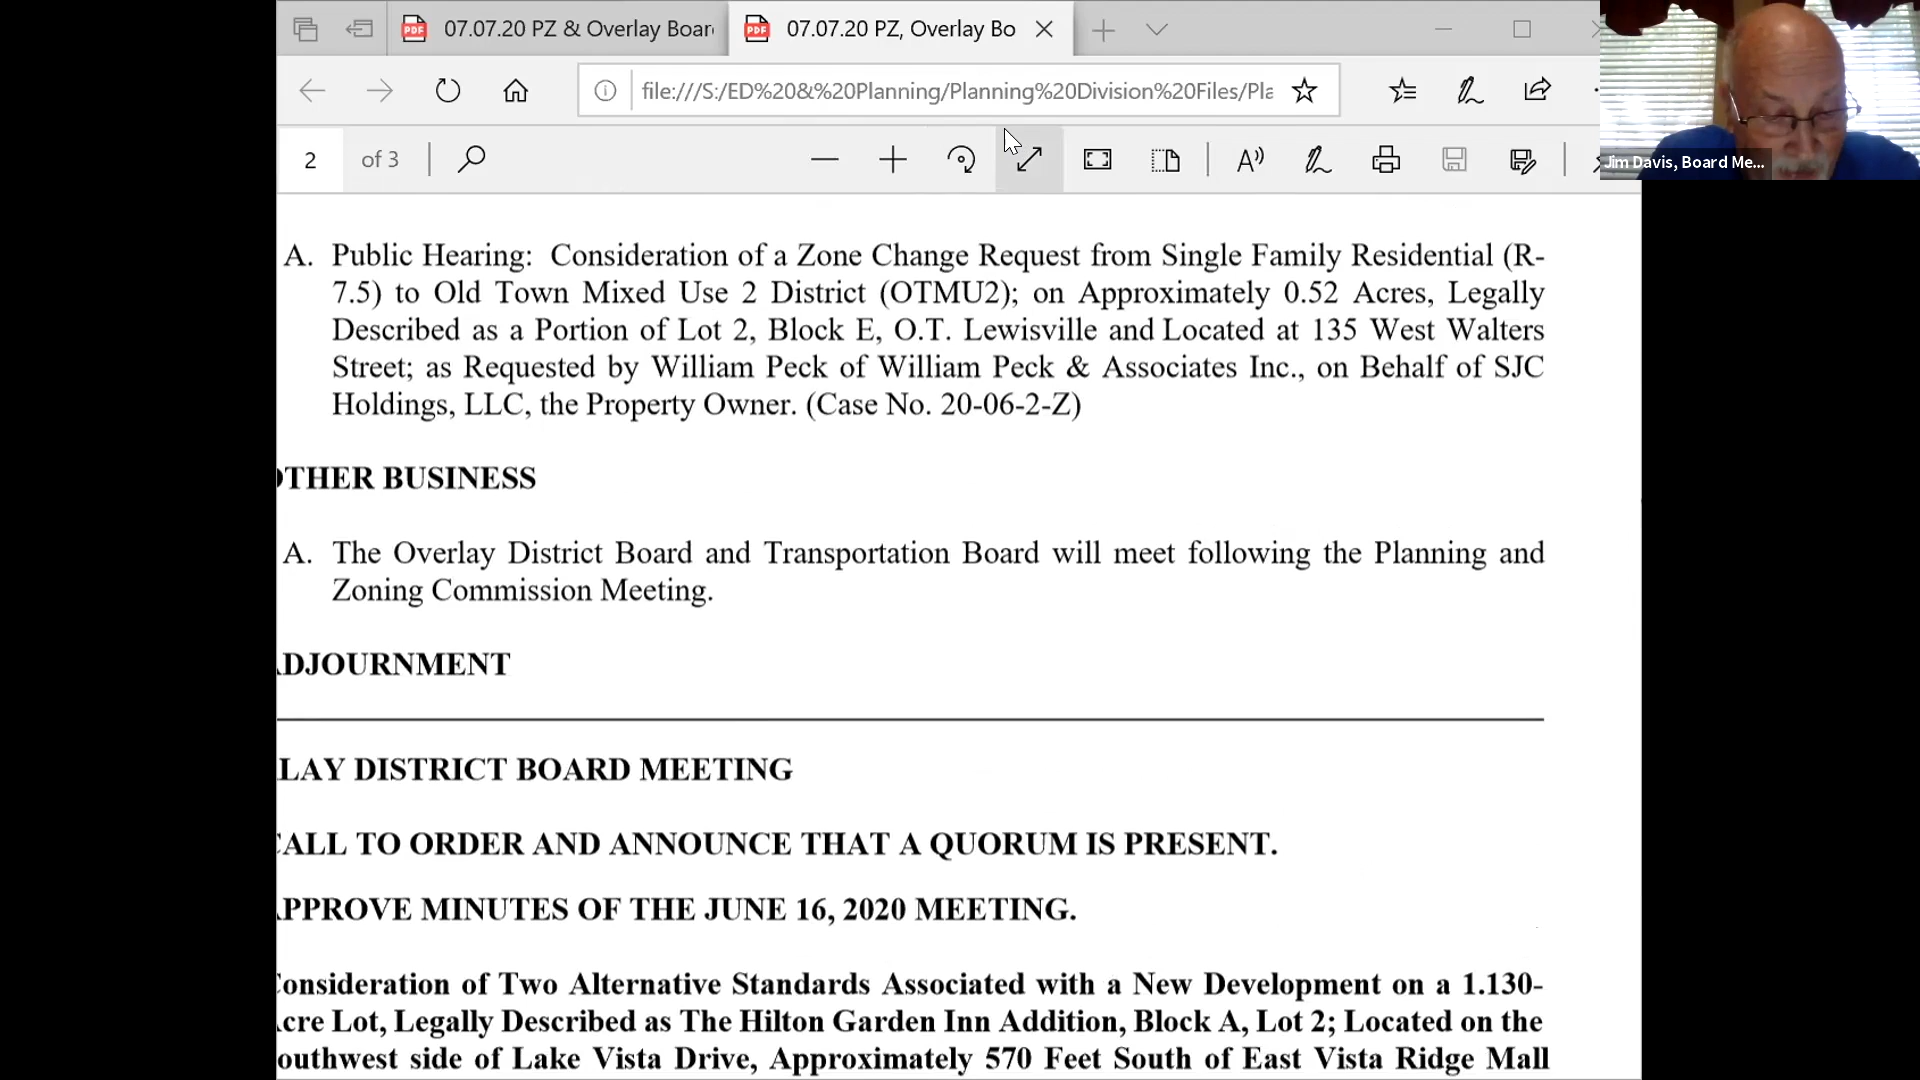 07.07.20 PZ & Overlay Boar
07.07.20 PZ, Overlay Bo
file:///S:/ED%20&%20Planning/Planning%20Division%20Files/Pla
2 of 3
Jim Davis, Board Me...
A. Public Hearing: Consideration of a Zone Change Request from Single Family Residential (R-
7.5) to Old Town Mixed Use 2 District (OTMU2); on Approximately 0.52 Acres, Legally
Described as a Portion of Lot 2, Block E, O.T. Lewisville and Located at 135 West Walters
Street; as Requested by William Peck of William Peck & Associates Inc., on Behalf of SJC
Holdings, LLC, the Property Owner. (Case No. 20-06-2-Z)
THER BUSINESS
A. The Overlay District Board and Transportation Board will meet following the Planning and
Zoning Commission Meeting.
DJOURNMENT
LAY DISTRICT BOARD MEETING
ALL TO ORDER AND ANNOUNCE THAT A QUORUM IS PRESENT.
PPROVE MINUTES OF THE JUNE 16, 2020 MEETING.
onsideration of Two Alternative Standards Associated with a New Development on a 1.130-
cre Lot, Legally Described as The Hilton Garden Inn Addition, Block A, Lot 2; Located on the
outhwest side of Lake Vista Drive, Approximately 570 Feet South of East Vista Ridge Mall